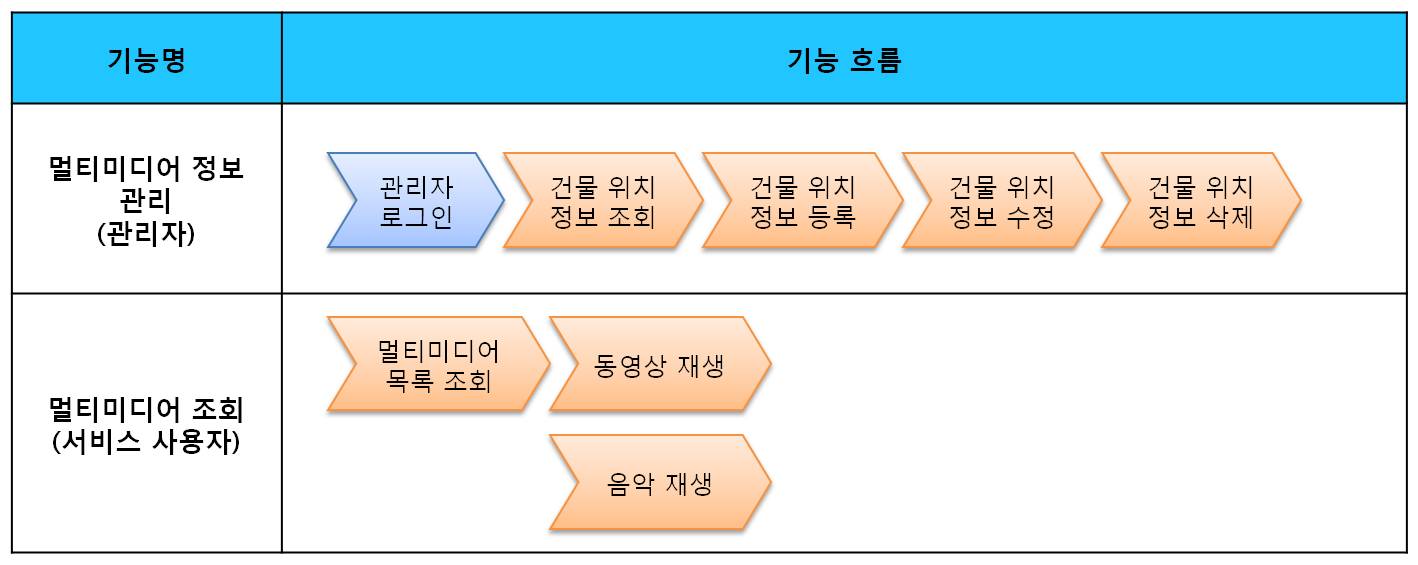 기능명
기능 흐름
멀티미디어 정보
관리
(관리자)
관리자
로그인
건물 위치
정보 조회
건물 위치
정보 등록
건물 위치
정보 수정
건물 위치
정보 삭제
멀티미디어 조회
(서비스 사용자)
멀티미디어
목록 조회
동영상 재생
음악 재생